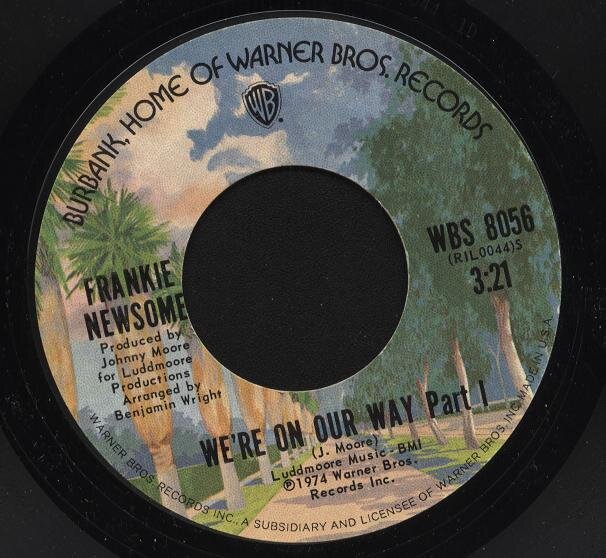 BURBANK, HOME OF WARNER BROS. RECORDS
WB
WBS 8056
(RIL0044)S
3:21
FRANKIE
NEWSOME
Produced by
Johnny Moore
for Luddmoore
Productions
Arranged by
Benjamin Wright
WE'RE ON OUR WAY Part I
(J. Moore)
Luddmoore Music - BMI
℗1974 Warner Bros.
Records Inc.
WARNER BROS. RECORDS INC., A SUBSIDIARY AND LICENSEE OF WARNER BROS. INC. MADE IN U.S.A.